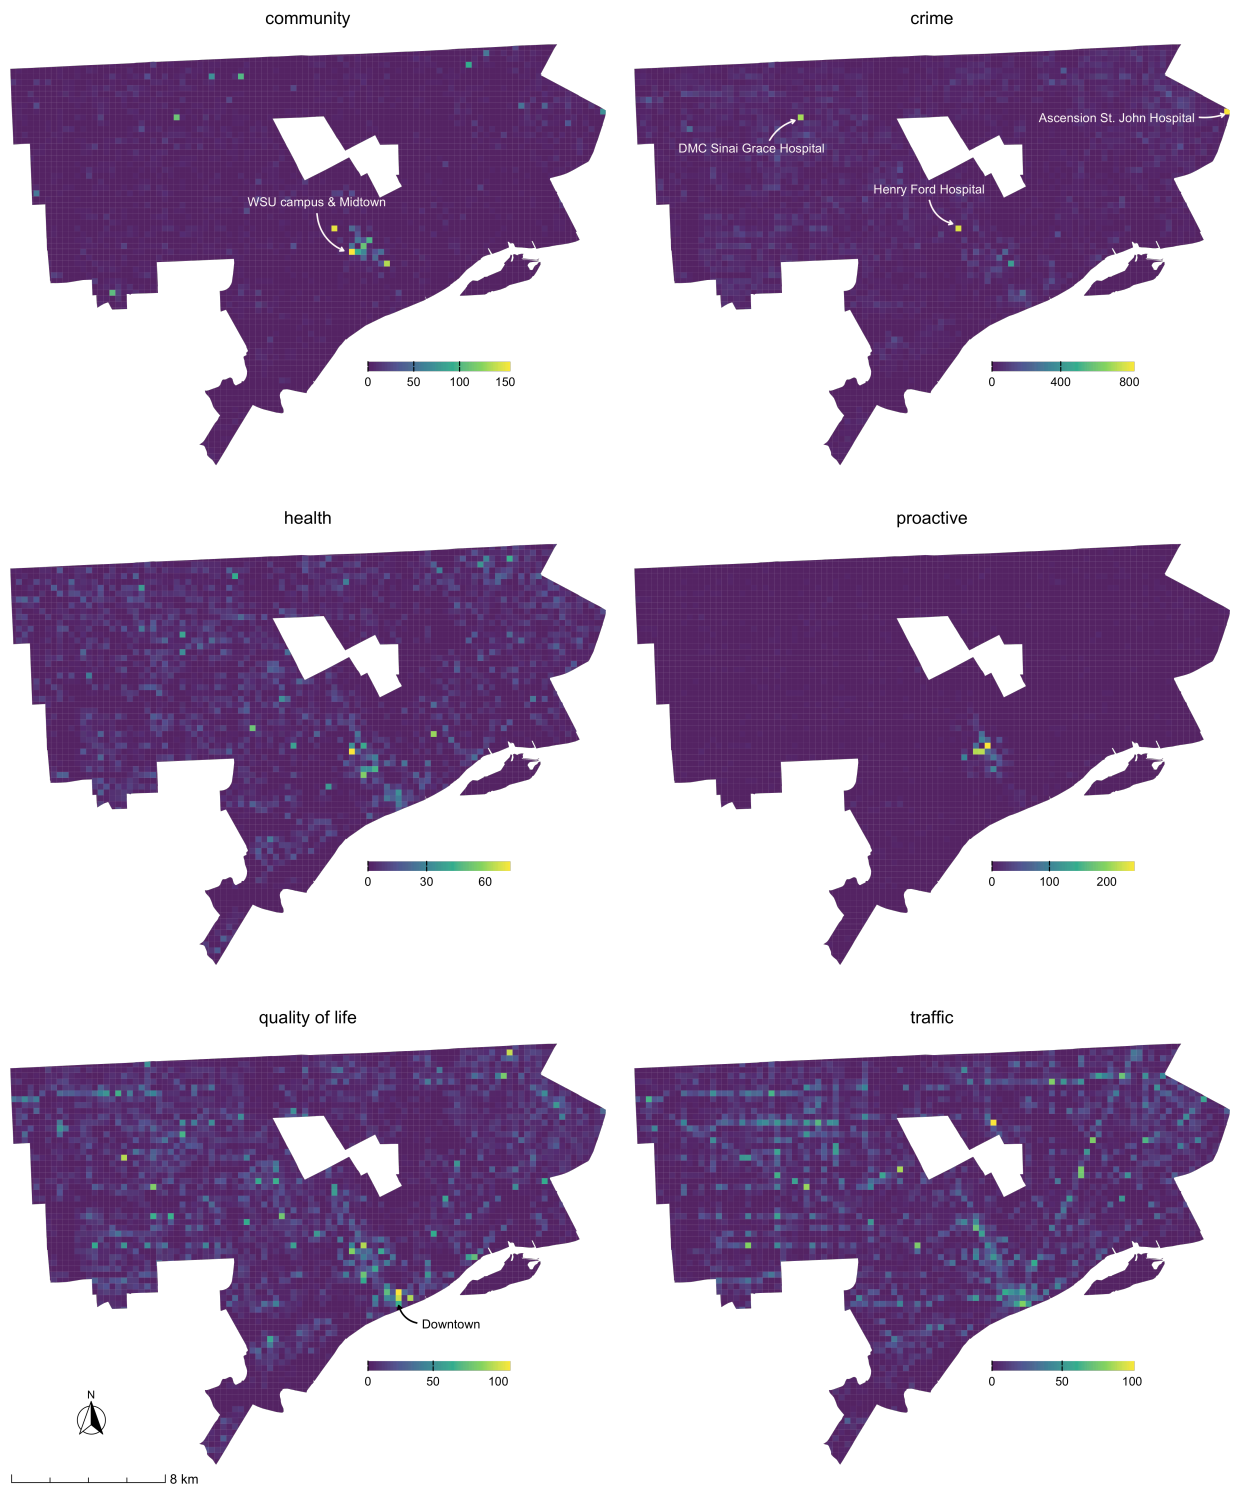 community
crime
Ascension St. John Hospital
DMC Sinai Grace Hospital
Henry Ford Hospital
WSU campus & Midtown
0 50 100 150
0 400 800
health
proactive
0 30 60
0 100 200
quality of life
traffic
Downtown
0 50 100
0 50 100
N
8 km